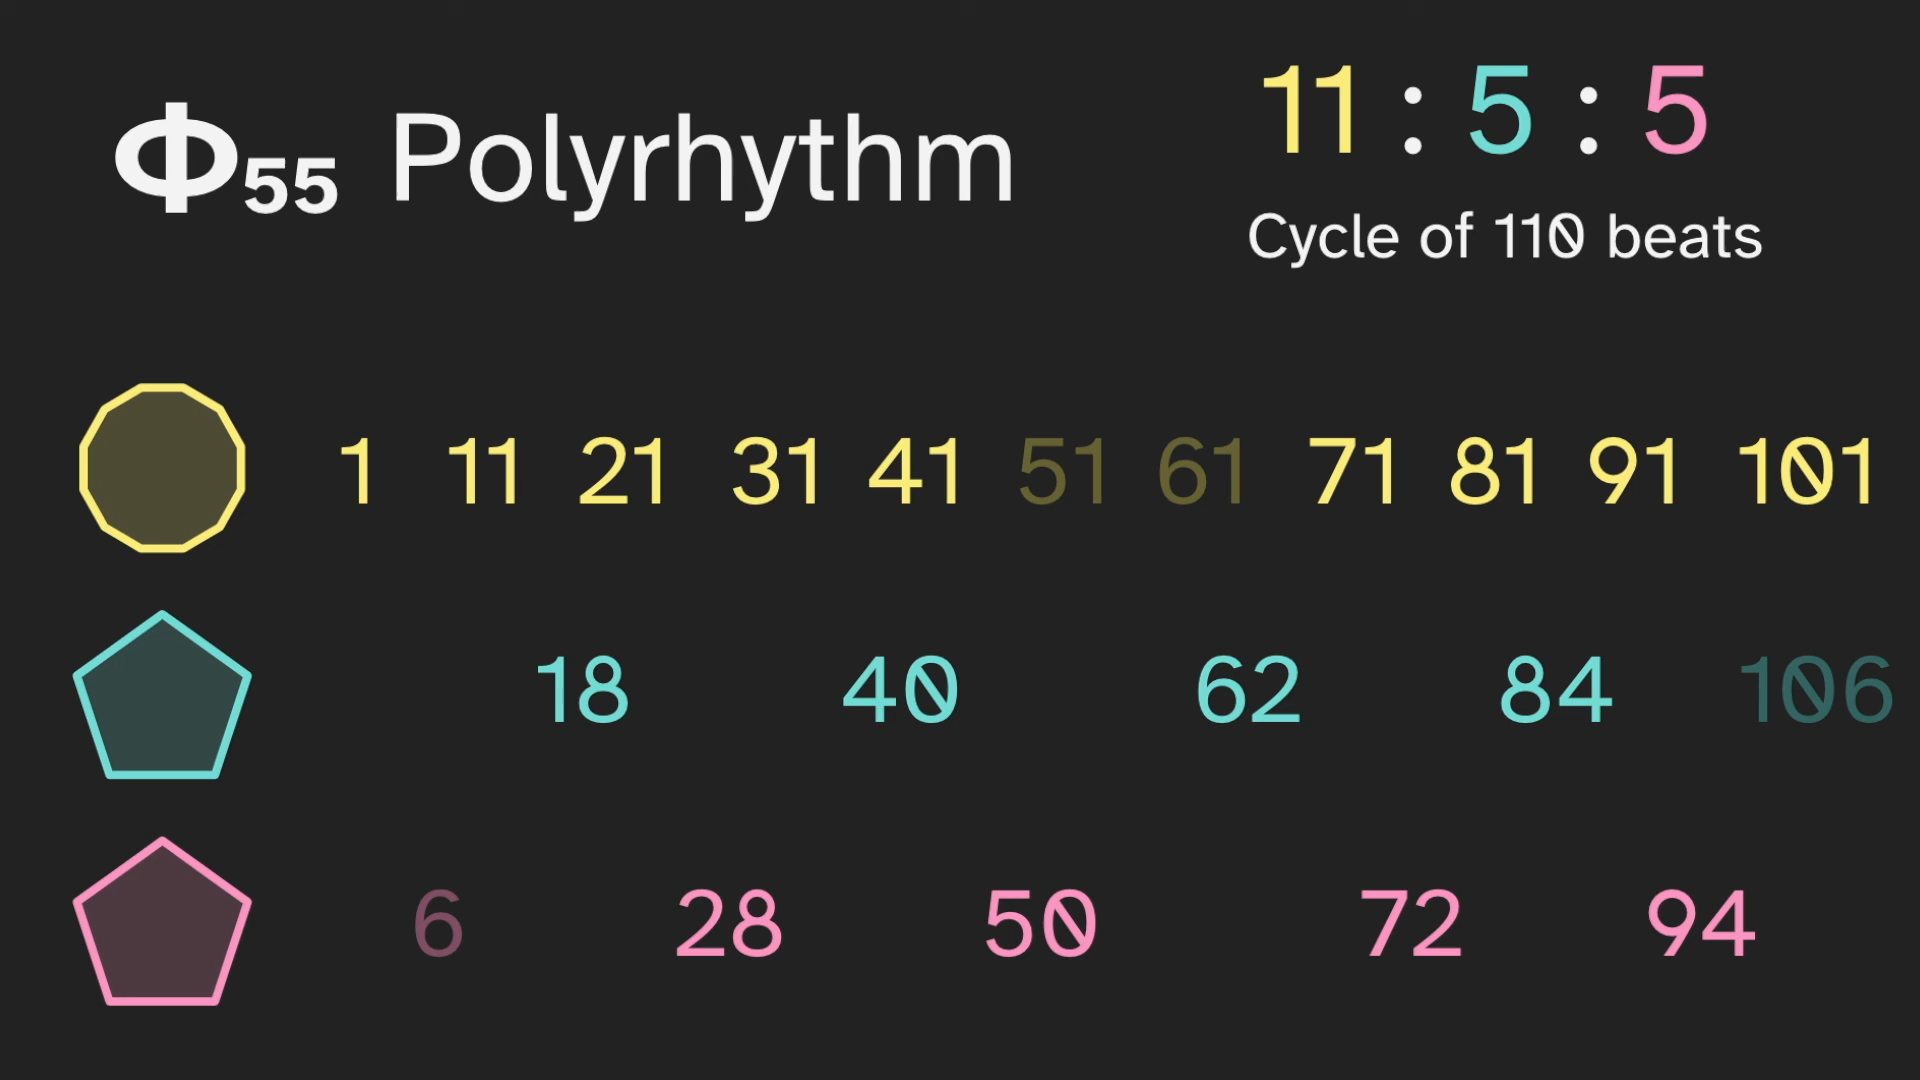 Φ55 Polyrhythm
11 : 5 : 5
Cycle of 110 beats
1 11 21 31 41 51 61 71 81 91 101
18 40 62 84 106
6 28 50 72 94